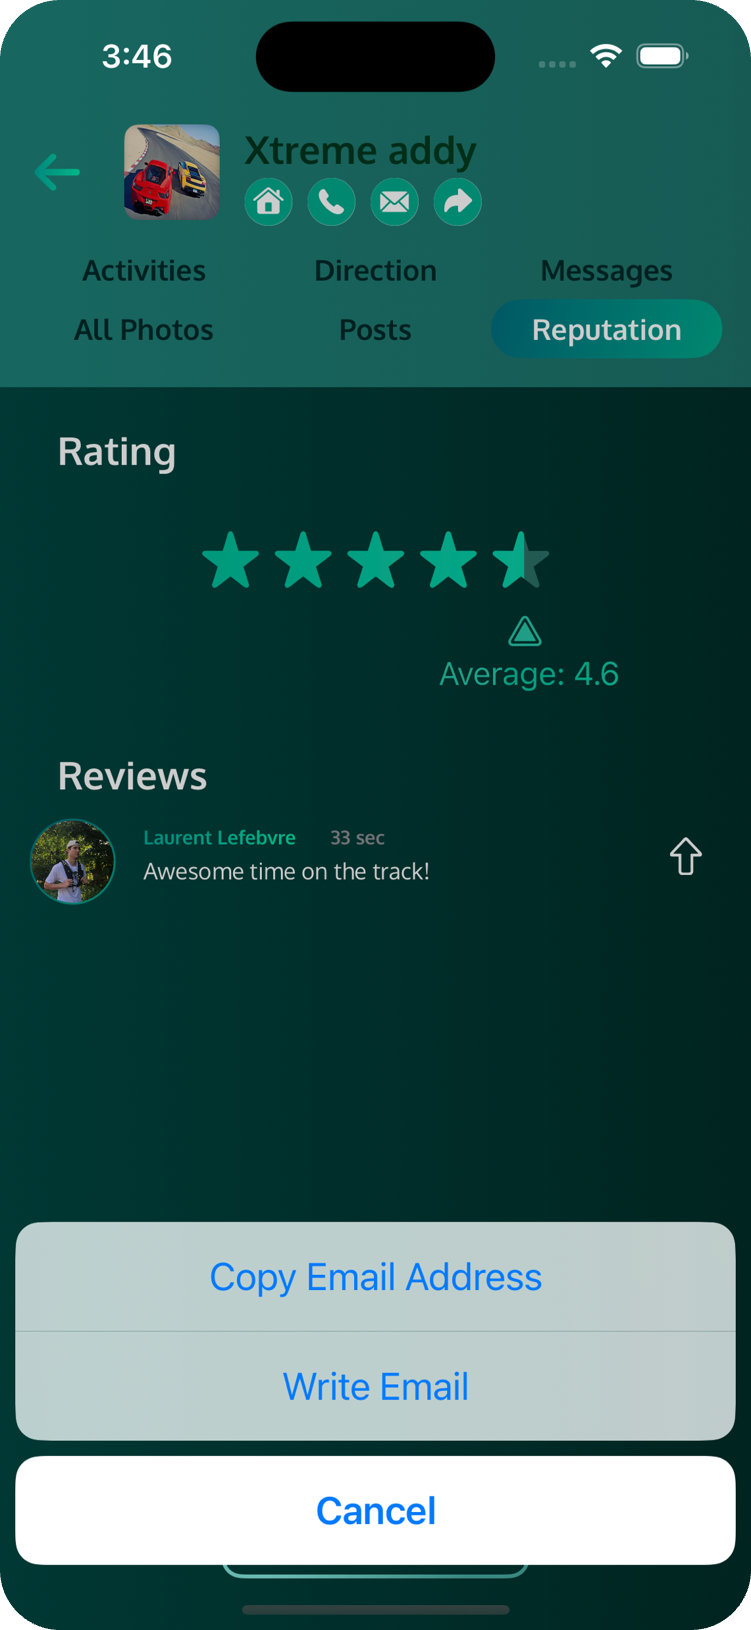 3:46
Xtreme addy
Activities Direction Messages
All Photos Posts Reputation
Rating
Average: 4.6
Reviews
Laurent Lefebvre 33 sec
Awesome time on the track!
Copy Email Address
Write Email
Cancel